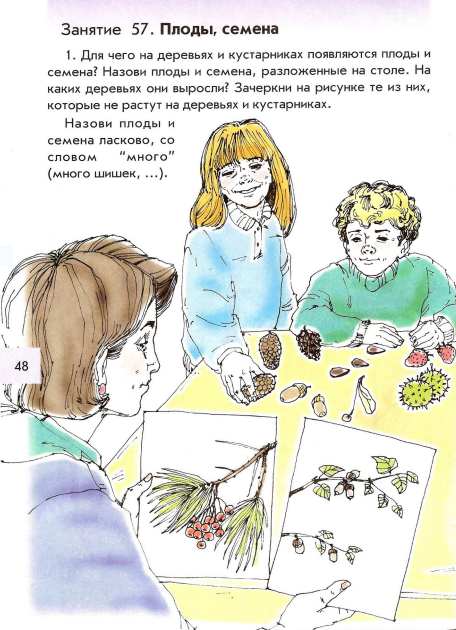 Занятие 57. Плоды, семена
1. Для чего на деревьях и кустарниках появляются плоды и
семена? Назови плоды и семена, разложенные на столе. На
каких деревьях они выросли? Зачеркни на рисунке те из них,
которые не растут на деревьях и кустарниках.
Назови плоды и
семена ласково, со
словом “много”
(много шишек, ...).
48